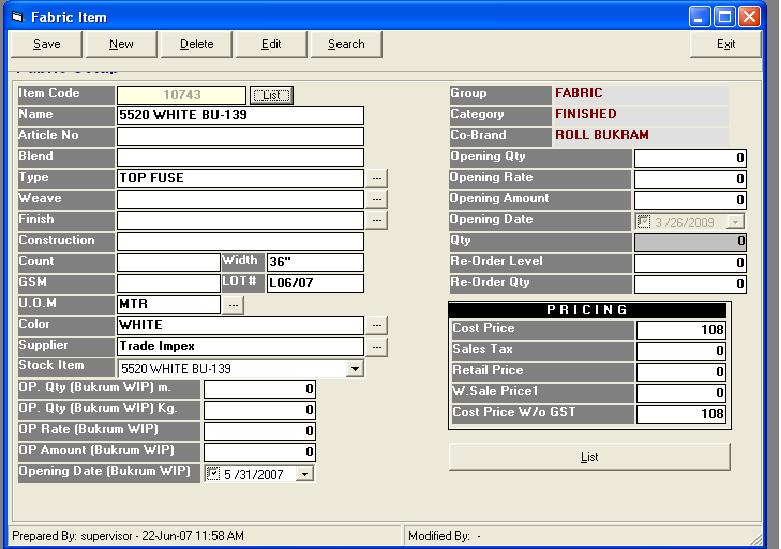 Fabric Item
Save New Delete Edit Search Exit
Item Code 10743 List
Name 5520 WHITE BU-139
Article No
Blend
Type TOP FUSE ...
Weave ...
Finish ...
Construction
Count Width 36"
GSM LOT# L06/07
U.O.M MTR ...
Color WHITE ...
Supplier Trade Impex ...
Stock Item 5520 WHITE BU-139
OP. Qty (Bukrum WIP) m. 0
OP. Qty (Bukrum WIP) Kg. 0
OP Rate (Bukrum WIP) 0
OP Amount (Bukrum WIP) 0
Opening Date (Bukrum WIP) 5 /31/2007
Group FABRIC
Category FINISHED
Co-Brand ROLL BUKRAM
Opening Qty 0
Opening Rate 0
Opening Amount 0
Opening Date 3 /26/2009
Qty 0
Re-Order Level 0
Re-Order Qty 0
PRICING
Cost Price 108
Sales Tax 0
Retail Price 0
W.Sale Price1 0
Cost Price W/o GST 108
List
Prepared By: supervisor - 22-Jun-07 11:58 AM Modified By: -